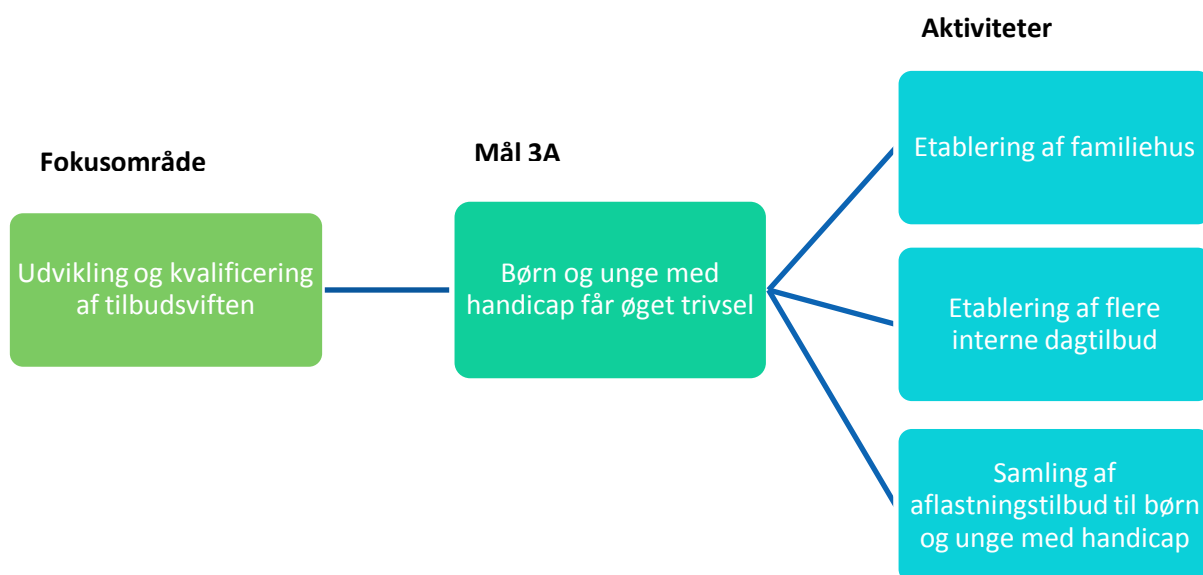 Fokusområde
Udvikling og kvalificering
af tilbudsviften
Mål 3A
Børn og unge med
handicap får øget trivsel
Aktiviteter
Etablering af familiehus
Etablering af flere
interne dagtilbud
Samling af
aflastningstilbud til børn
og unge med handicap